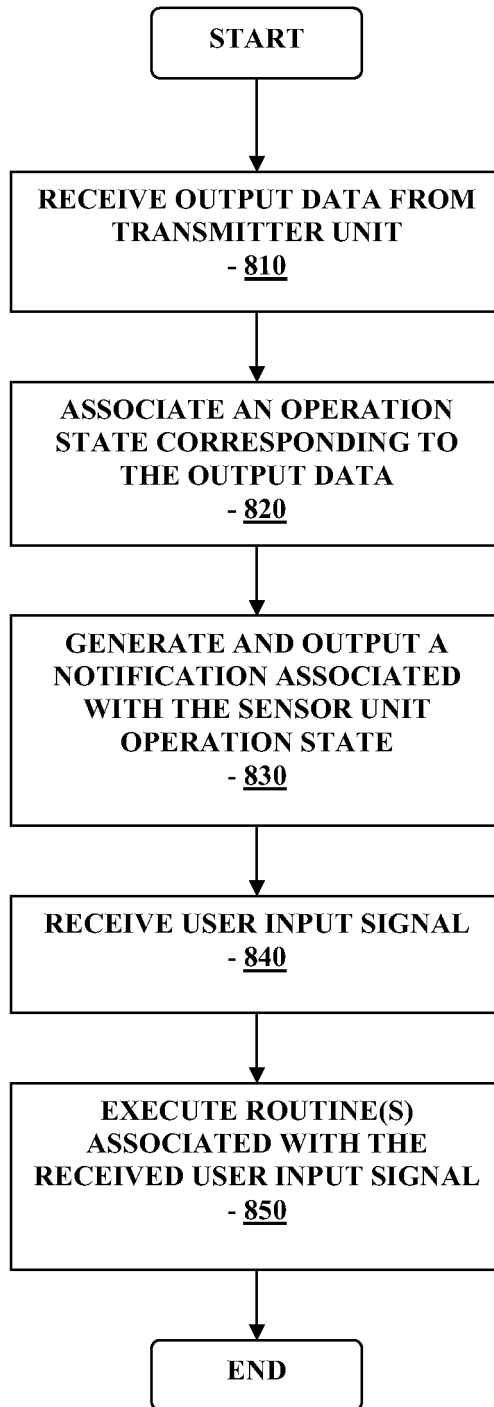 START
RECEIVE OUTPUT DATA FROM
TRANSMITTER UNIT
- 810
ASSOCIATE AN OPERATION
STATE CORRESPONDING TO
THE OUTPUT DATA
- 820
GENERATE AND OUTPUT A
NOTIFICATION ASSOCIATED
WITH THE SENSOR UNIT
OPERATION STATE
- 830
RECEIVE USER INPUT SIGNAL
- 840
EXECUTE ROUTINE(S)
ASSOCIATED WITH THE
RECEIVED USER INPUT SIGNAL
- 850
END